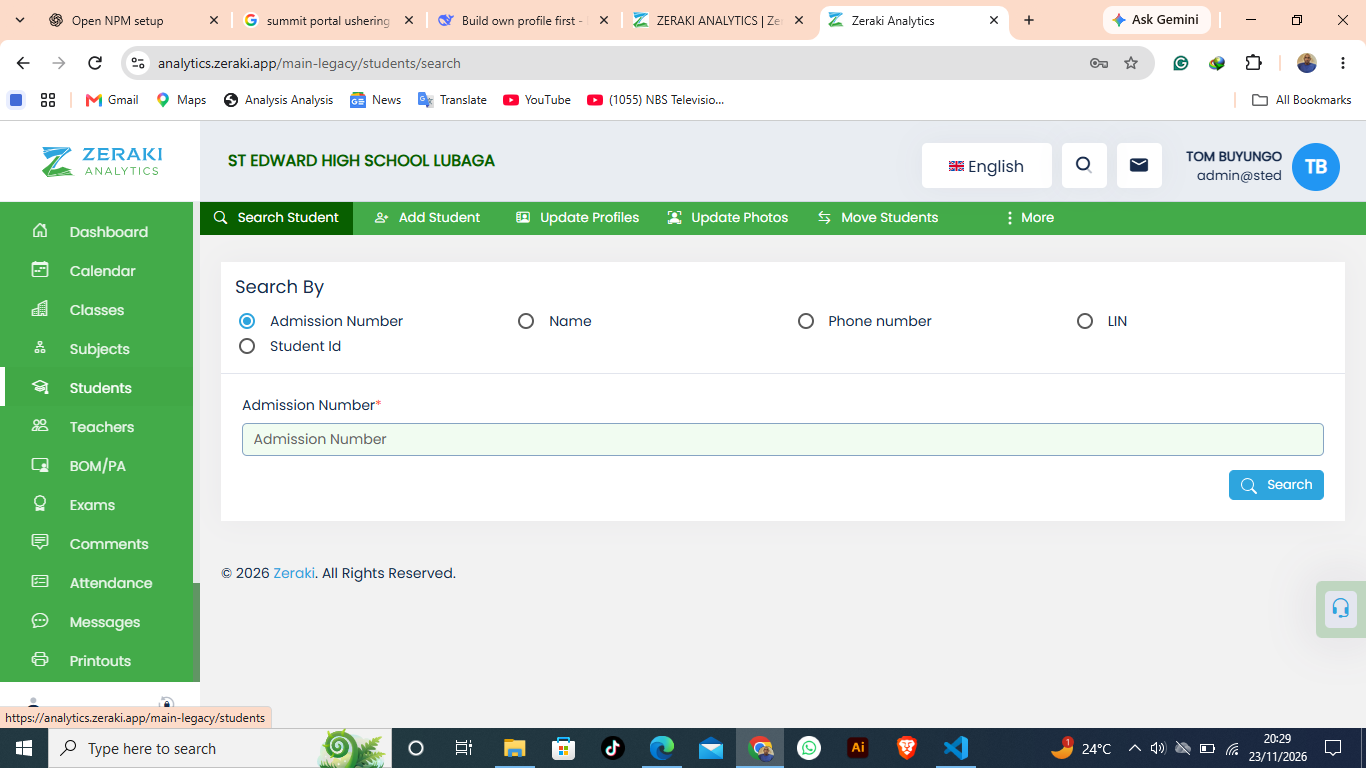 Open NPM setup
summit portal ushering
Build own profile first -
ZERAKI ANALYTICS | Ze
Zeraki Analytics
Ask Gemini
analytics.zeraki.app/main-legacy/students/search
Gmail
Maps
Analysis Analysis
News
Translate
YouTube
(1055) NBS Televisio...
All Bookmarks
ZERAKI
ANALYTICS
ST EDWARD HIGH SCHOOL LUBAGA
English
TOM BUYUNGO
admin@sted
TB
Search Student
Add Student
Update Profiles
Update Photos
Move Students
More
Dashboard
Calendar
Classes
Subjects
Students
Teachers
BOM/PA
Exams
Comments
Attendance
Messages
Printouts
Search By
Admission Number
Name
Phone number
LIN
Student Id
Admission Number*
Admission Number
Search
© 2026 Zeraki. All Rights Reserved.
https://analytics.zeraki.app/main-legacy/students
Type here to search
Ai
1
24°C
20:29
23/11/2026